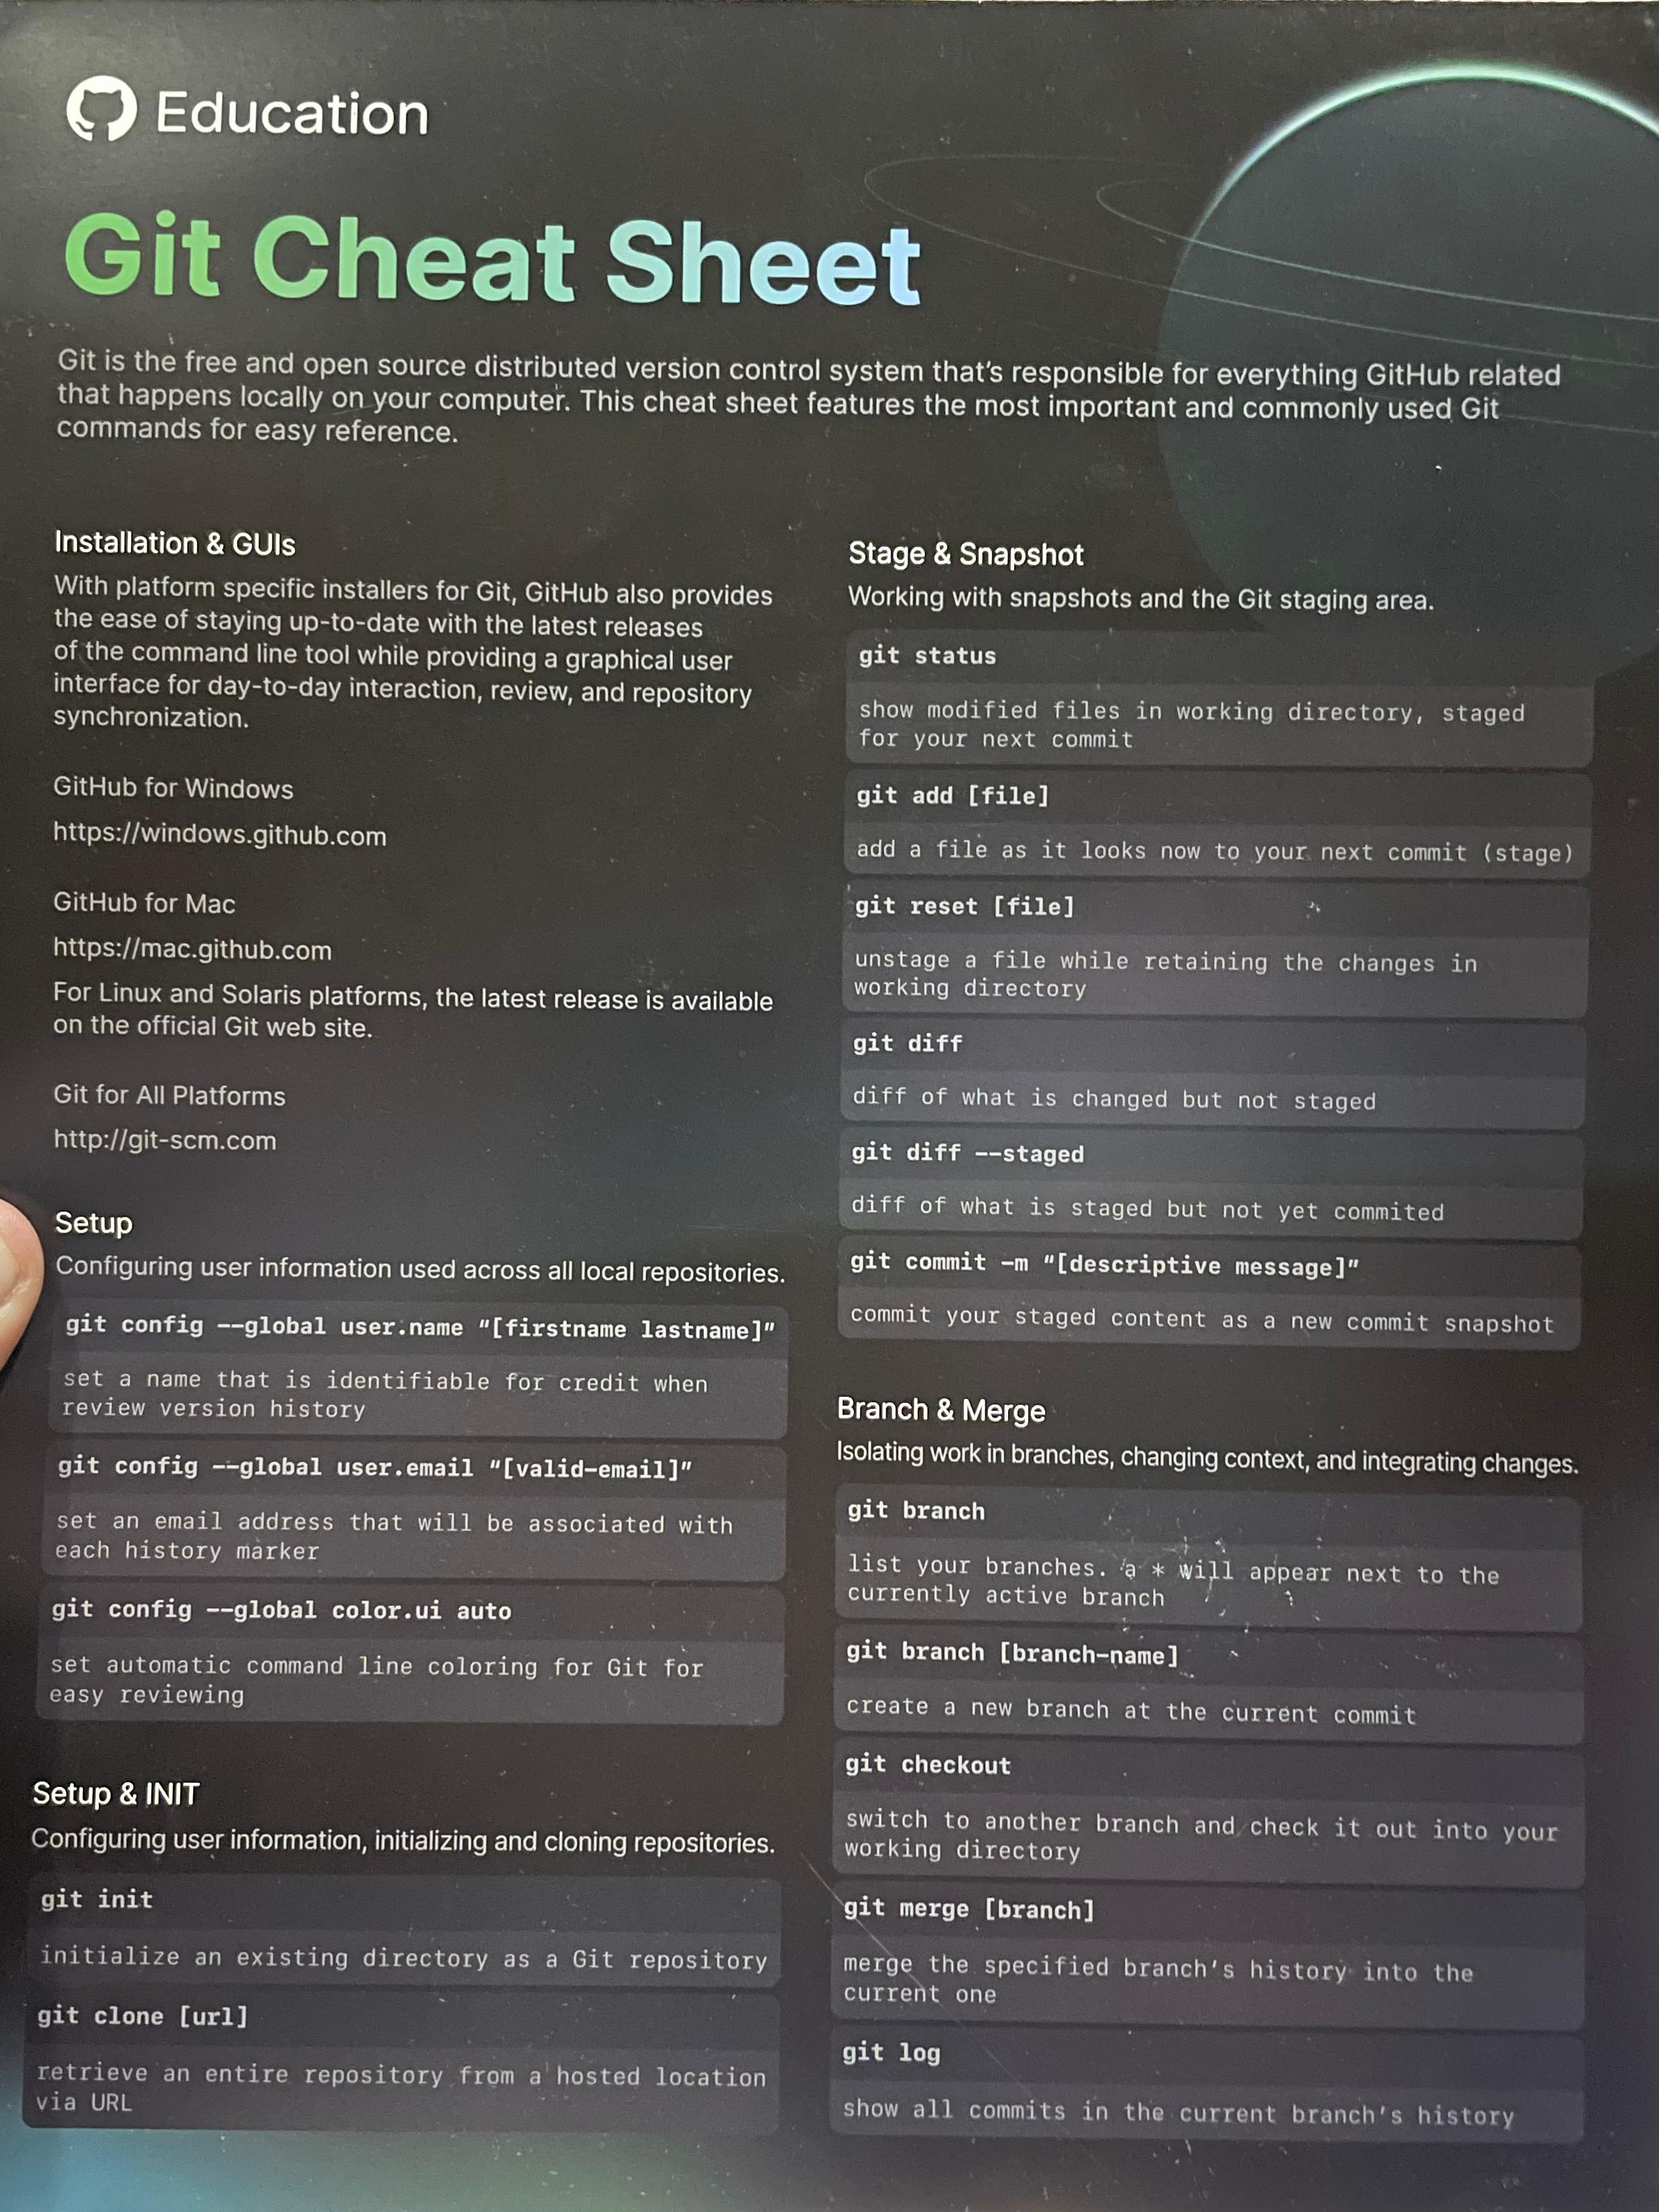 Education
Git Cheat Sheet
Git is the free and open source distributed version control system that's responsible for everything GitHub related
that happens locally on your computer. This cheat sheet features the most important and commonly used Git
commands for easy reference.
Installation & GUIs
With platform specific installers for Git, GitHub also provides
the ease of staying up-to-date with the latest releases
of the command line tool while providing a graphical user
interface for day-to-day interaction, review, and repository
synchronization.
GitHub for Windows
https://windows.github.com
GitHub for Mac
https://mac.github.com
For Linux and Solaris platforms, the latest release is available
on the official Git web site.
Git for All Platforms
http://git-scm.com
Setup
Configuring user information used across all local repositories.
git config --global user.name “[firstname lastname]”
set a name that is identifiable for credit when
review version history
git config --global user.email “[valid-email]”
set an email address that will be associated with
each history marker
git config --global color.ui auto
set automatic command line coloring for Git for
easy reviewing
Setup & INIT
Configuring user information, initializing and cloning repositories.
git init
initialize an existing directory as a Git repository
git clone [url]
retrieve an entire repository from a hosted location
via URL
Stage & Snapshot
Working with snapshots and the Git staging area.
git status
show modified files in working directory, staged
for your next commit
git add [file]
add a file as it looks now to your next commit (stage)
git reset [file]
unstage a file while retaining the changes in
working directory
git diff
diff of what is changed but not staged
git diff --staged
diff of what is staged but not yet commited
git commit -m “[descriptive message]”
commit your staged content as a new commit snapshot
Branch & Merge
Isolating work in branches, changing context, and integrating changes.
git branch
list your branches. a * will appear next to the
currently active branch
git branch [branch-name]
create a new branch at the current commit
git checkout
switch to another branch and check it out into your
working directory
git merge [branch]
merge the specified branch’s history into the
current one
git log
show all commits in the current branch’s history